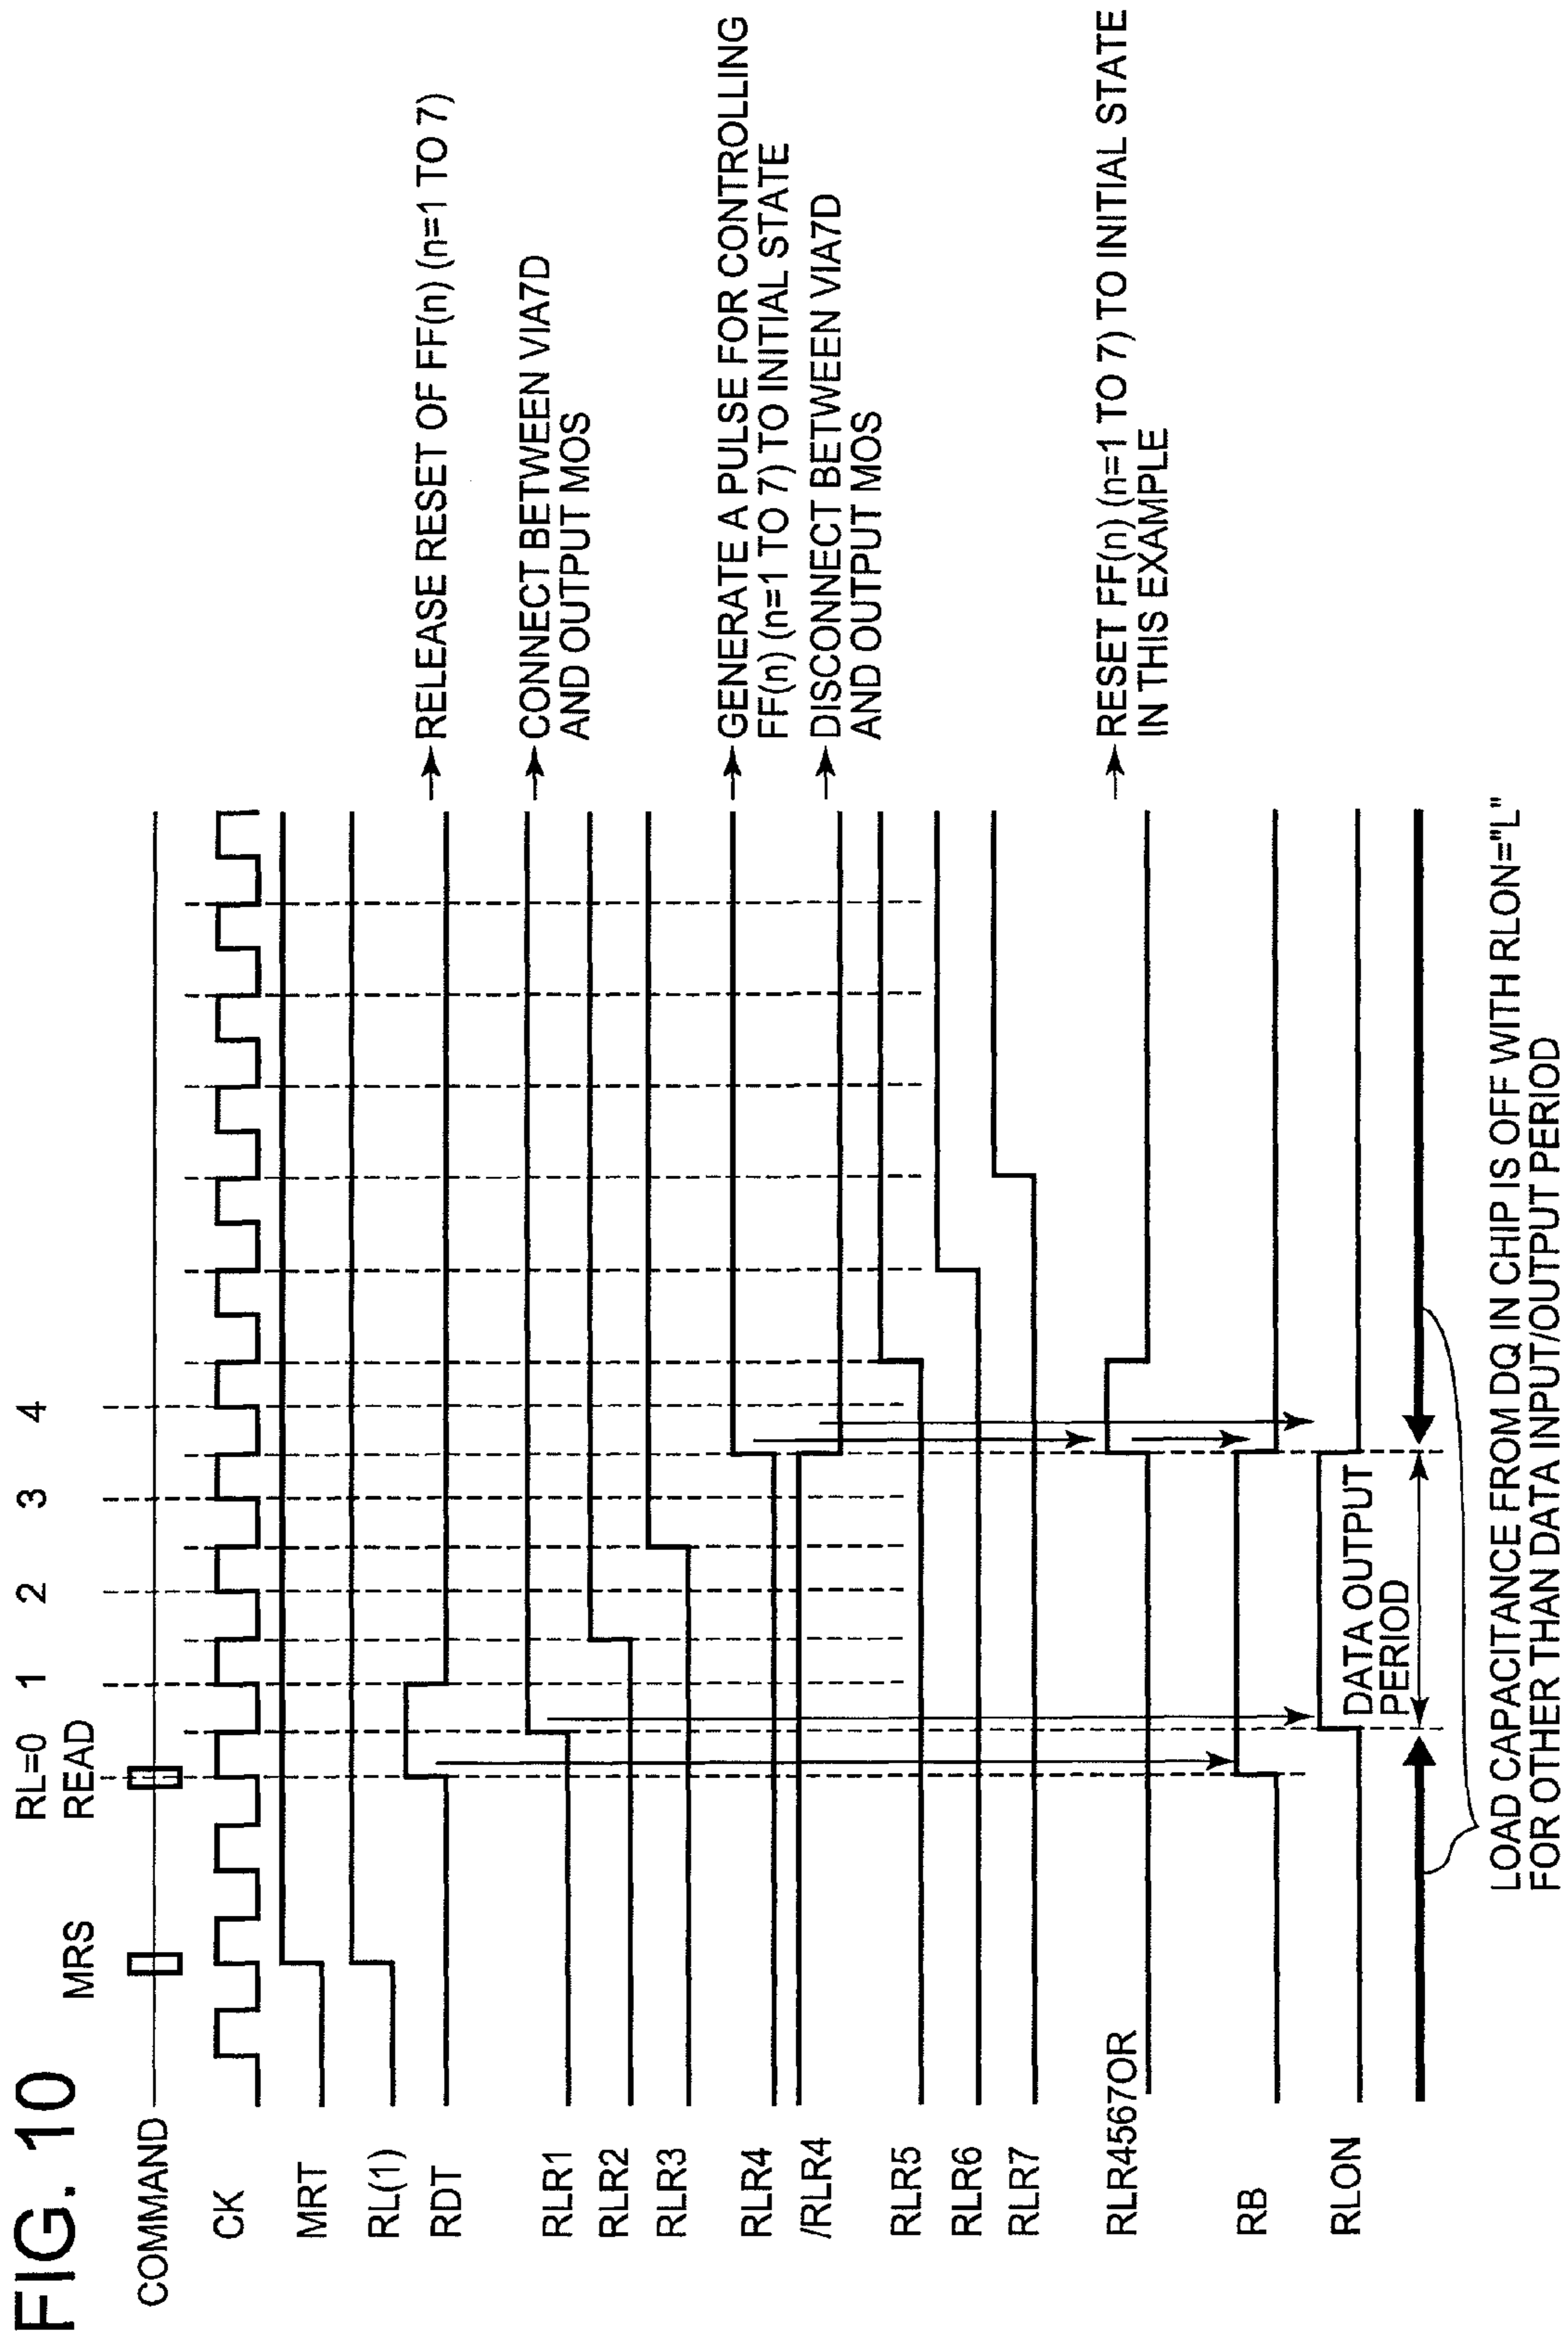 FIG. 10
RL=0 1 2 3 4
MRS READ
COMMAND
CK
MRT
RL(1)
RDT
RELEASE RESET OF FF(n) (n=1 TO 7)
RLR1
CONNECT BETWEEN VIA7D
AND OUTPUT MOS
RLR2
RLR3
RLR4
GENERATE A PULSE FOR CONTROLLING
FF(n) (n=1 TO 7) TO INITIAL STATE
/RLR4
DISCONNECT BETWEEN VIA7D
AND OUTPUT MOS
RLR5
RLR6
RLR7
RLR4567OR
RESET FF(n) (n=1 TO 7) TO INITIAL STATE
IN THIS EXAMPLE
RB
RLON
DATA OUTPUT
PERIOD
LOAD CAPACITANCE FROM DQ IN CHIP IS OFF WITH RLON="L"
FOR OTHER THAN DATA INPUT/OUTPUT PERIOD